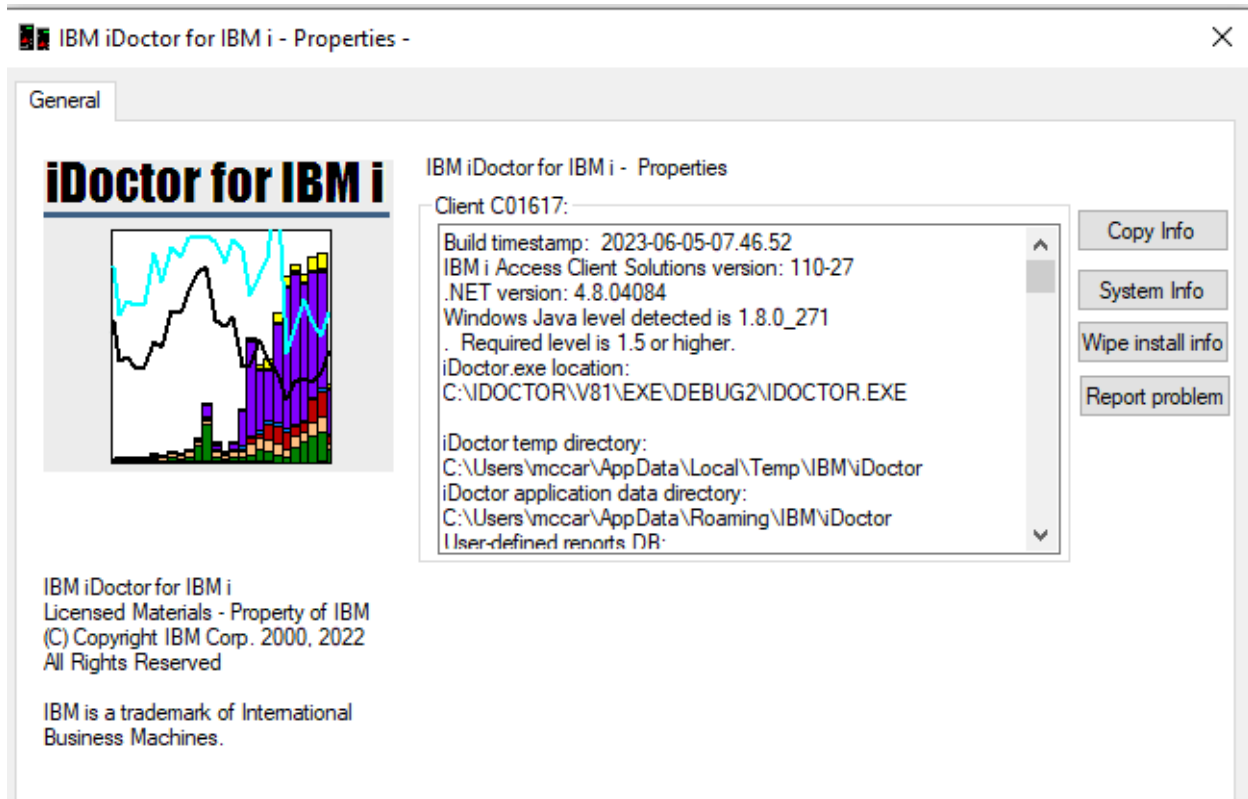 IBM iDoctor for IBM i - Properties -
General
iDoctor for IBM i
IBM iDoctor for IBM i - Properties
Client C01617:
Build timestamp: 2023-06-05-07.46.52
IBM i Access Client Solutions version: 110-27
.NET version: 4.8.04084
Windows Java level detected is 1.8.0_271
. Required level is 1.5 or higher.
iDoctor.exe location:
C:\IDOCTOR\V81\EXE\DEBUG2\IDOCTOR.EXE
iDoctor temp directory:
C:\Users\mccar\AppData\Local\Temp\IBM\iDoctor
iDoctor application data directory:
C:\Users\mccar\AppData\Roaming\IBM\iDoctor
User-defined reports DB:
Copy Info
System Info
Wipe install info
Report problem
IBM iDoctor for IBM i
Licensed Materials - Property of IBM
(C) Copyright IBM Corp. 2000, 2022
All Rights Reserved
IBM is a trademark of International
Business Machines.